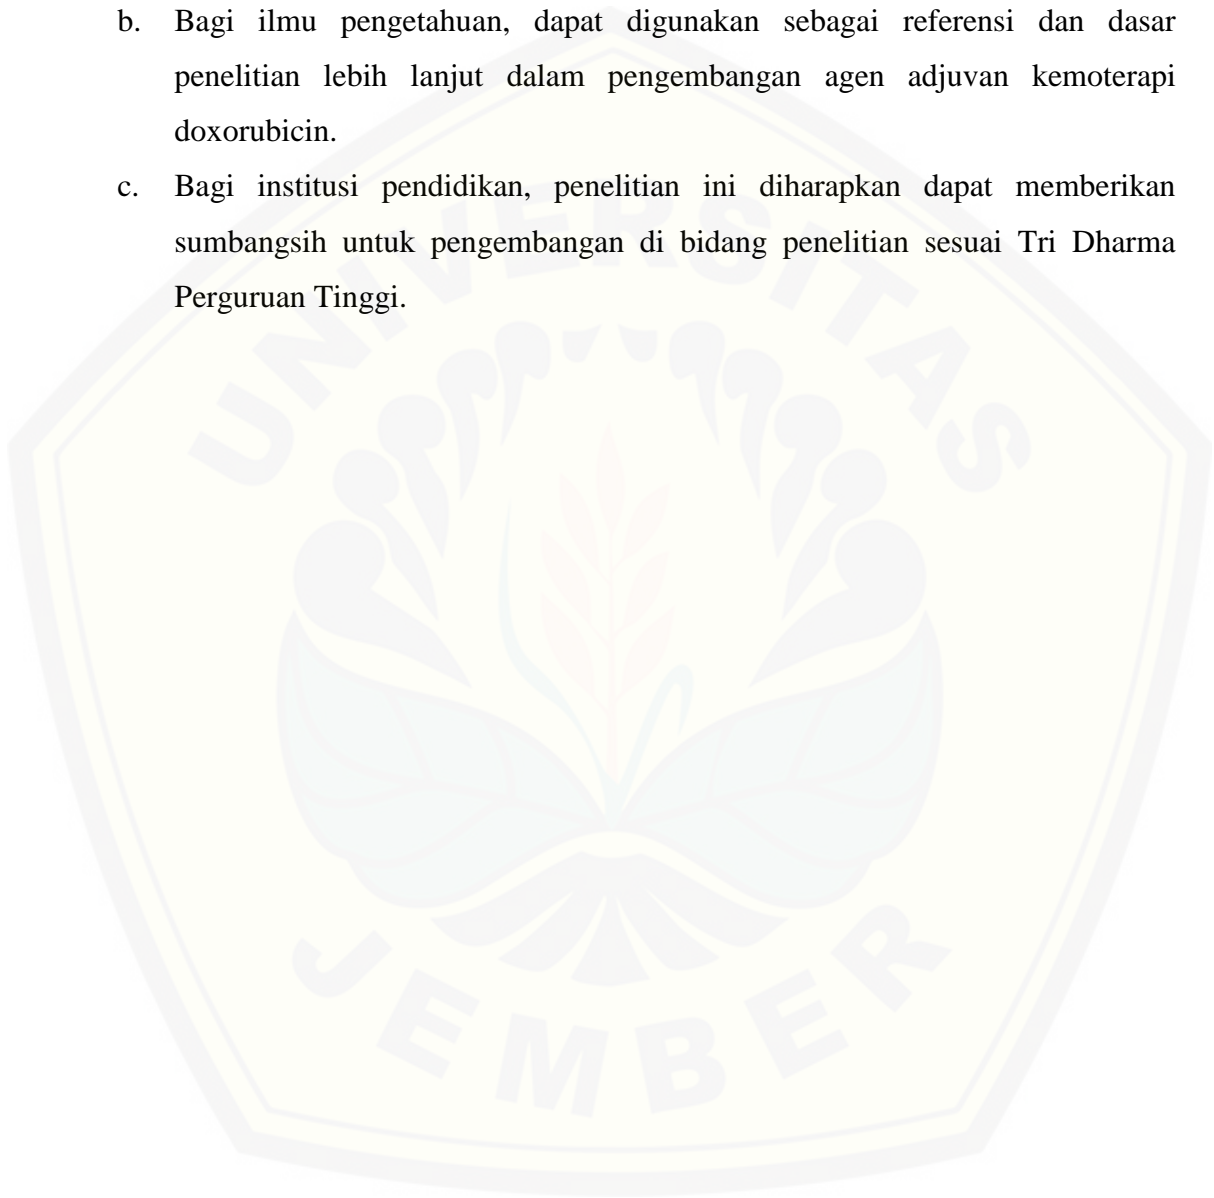 b. Bagi ilmu pengetahuan, dapat digunakan sebagai referensi dan dasar
penelitian lebih lanjut dalam pengembangan agen adjuvan kemoterapi
doxorubicin.
c. Bagi institusi pendidikan, penelitian ini diharapkan dapat memberikan
sumbangsih untuk pengembangan di bidang penelitian sesuai Tri Dharma
Perguruan Tinggi.
UNIVERSITAS
JEMBER